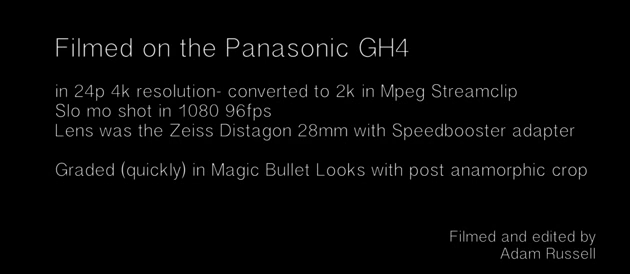 Filmed on the Panasonic GH4
in 24p 4k resolution- converted to 2k in Mpeg Streamclip
Slo mo shot in 1080 96fps
Lens was the Zeiss Distagon 28mm with Speedbooster adapter
Graded (quickly) in Magic Bullet Looks with post anamorphic crop
Filmed and edited by
Adam Russell